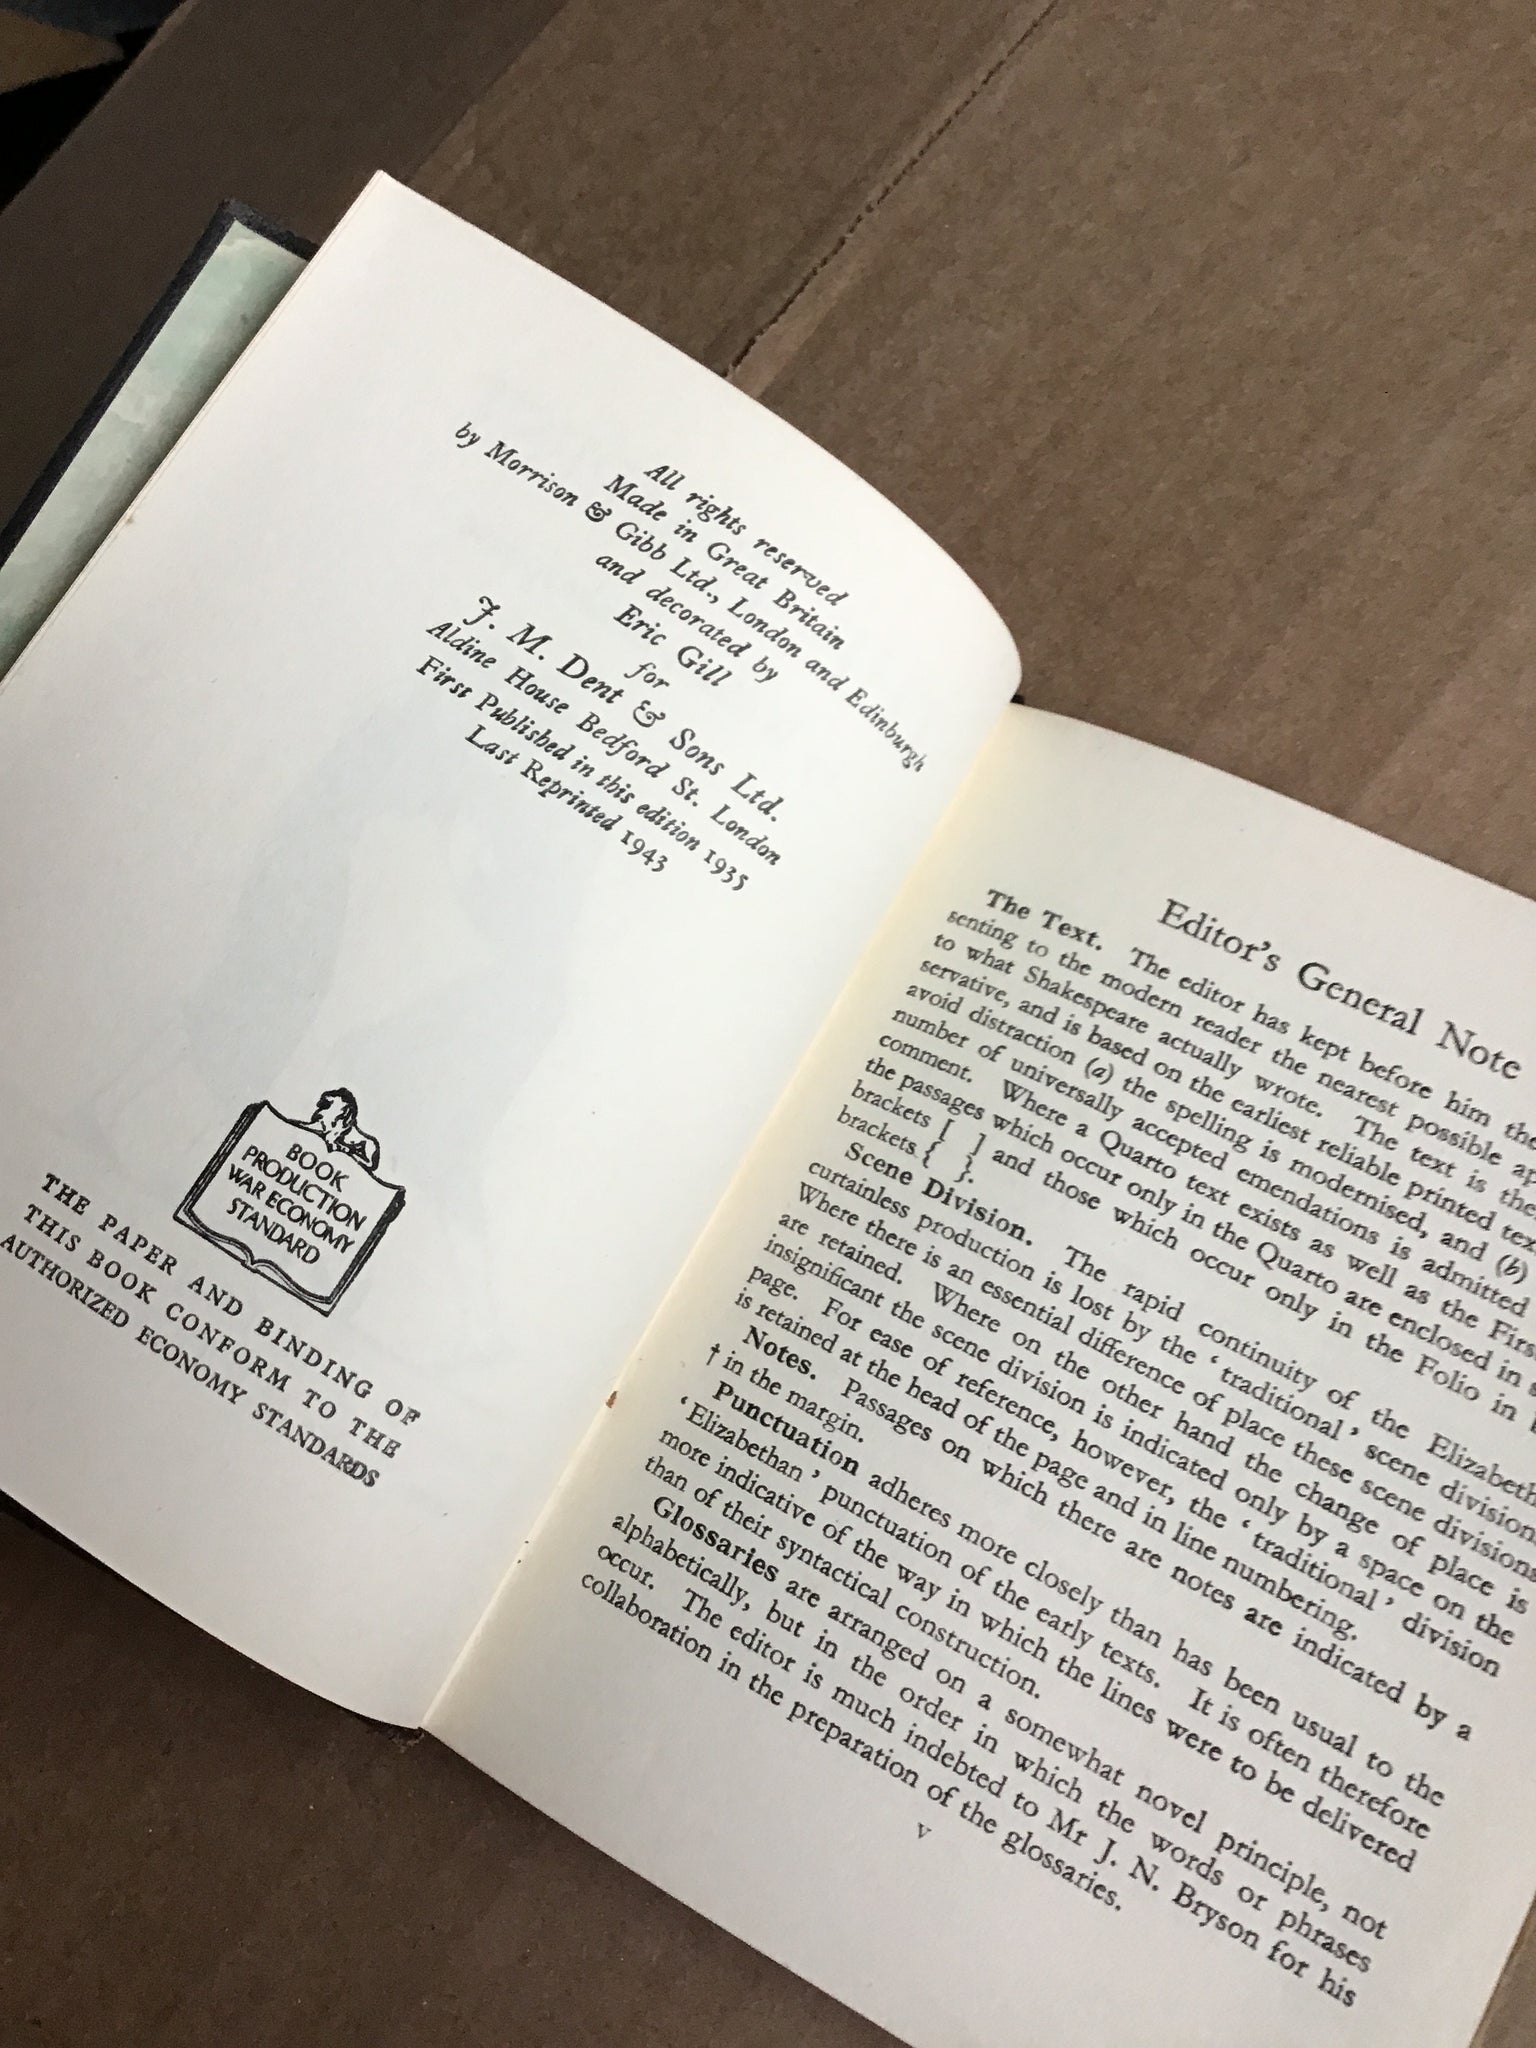 All rights reserved
Made in Great Britain
by Morrison & Gibb Ltd., London and Edinburgh
and decorated by
Eric Gill
for
J. M. Dent & Sons Ltd.
Aldine House Bedford St. London
First Published in this edition 1935
Last Reprinted 1943
BOOK
PRODUCTION
WAR ECONOMY
STANDARD
THE PAPER AND BINDING OF
THIS BOOK CONFORM TO THE
AUTHORIZED ECONOMY STANDARDS
Editor's General Note
The Text. The editor has kept before him the
senting to the modern reader the nearest possible ap
to what Shakespeare actually wrote. The text is
servative, and is based on the earliest reliable printed text
avoid distraction (a) the spelling is modernised, and (b)
number of universally accepted emendations is admitted
comment. Where a Quarto text exists as well as the First
the passages which occur only in the Quarto are enclosed in s
brackets [ ] and those which occur only in the Folio in
brackets { }.
Scene Division. The rapid continuity of the Elizabeth
curtainless production is lost by the 'traditional' scene divisions
Where there is an essential difference of place these scene divisions
are retained. Where on the other hand the change of place is
insignificant the scene division is indicated only by a space on the
page. For ease of reference, however, the 'traditional' division
is retained at the head of the page and in line numbering.
Notes. Passages on which there are notes are indicated by a
† in the margin.
Punctuation adheres more closely than has been usual to the
'Elizabethan' punctuation of the early texts. It is often therefore
more indicative of the way in which the lines were to be delivered
than of their syntactical construction.
Glossaries are arranged on a somewhat novel principle, not
alphabetically, but in the order in which the words or phrases
occur. The editor is much indebted to Mr J. N. Bryson for his
collaboration in the preparation of the glossaries.
v